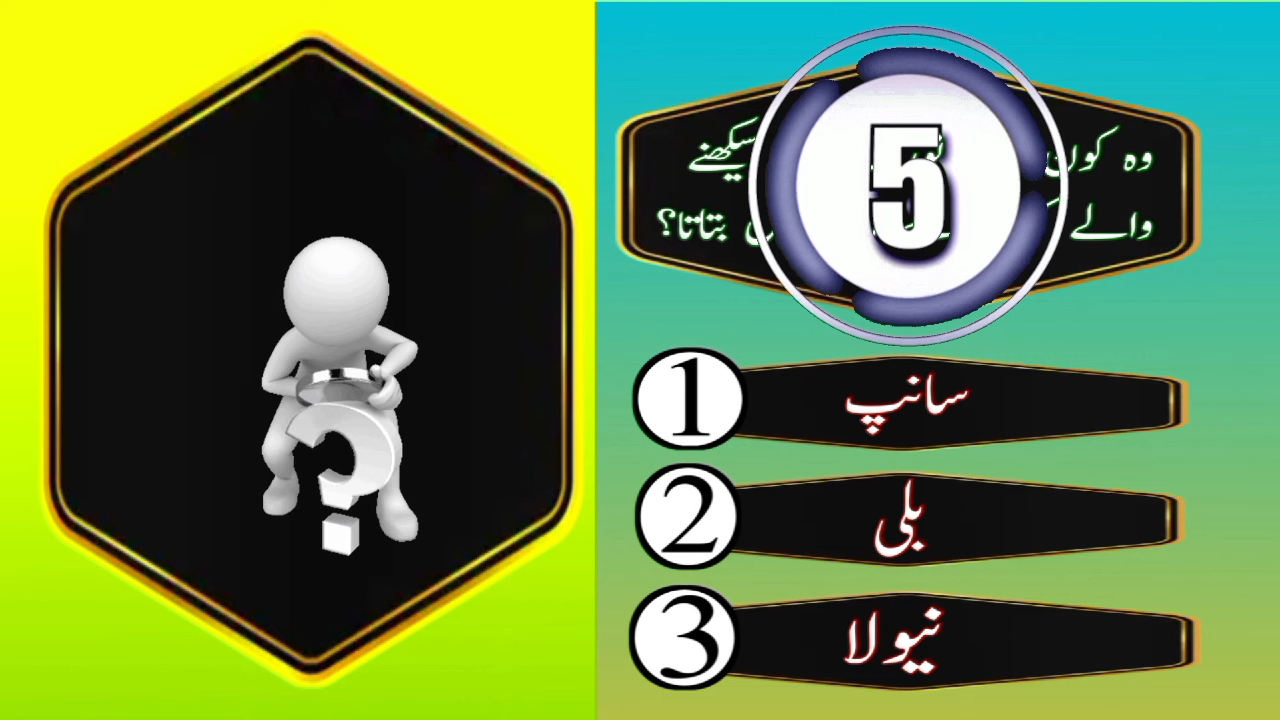 وہ کون سیکھنے
والے بتاتا؟
5
1 سانپ
2 بلی
3 نیولا